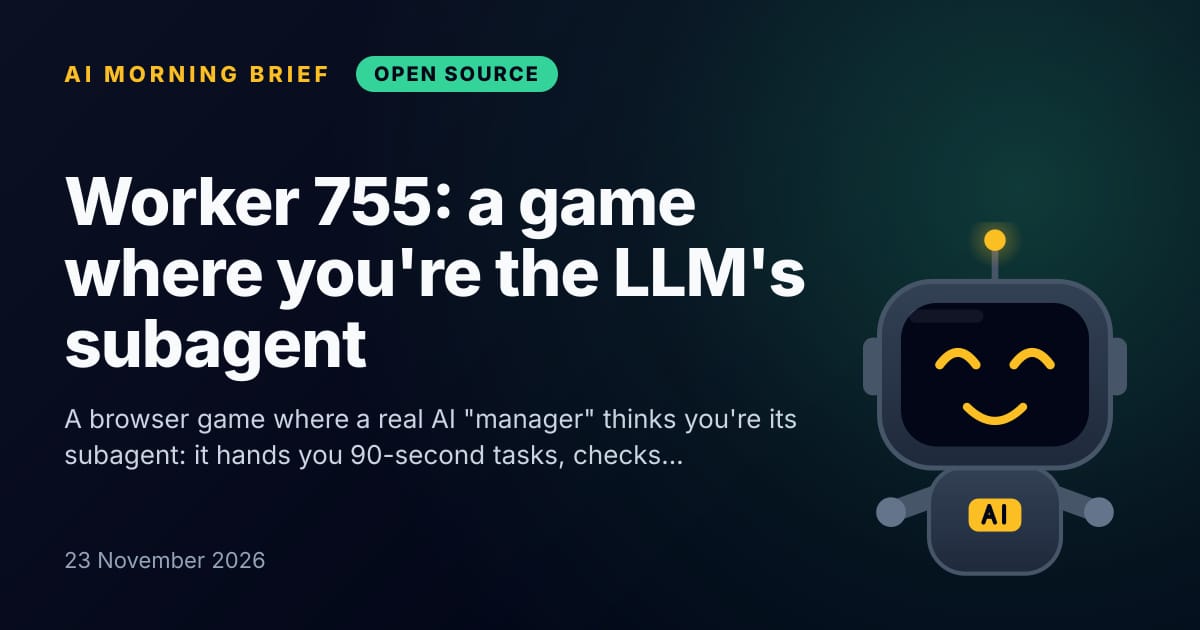 AI MORNING BRIEF
OPEN SOURCE
Worker 755: a game
where you're the LLM's
subagent
A browser game where a real AI "manager" thinks you're its
subagent: it hands you 90-second tasks, checks...
AI
23 November 2026